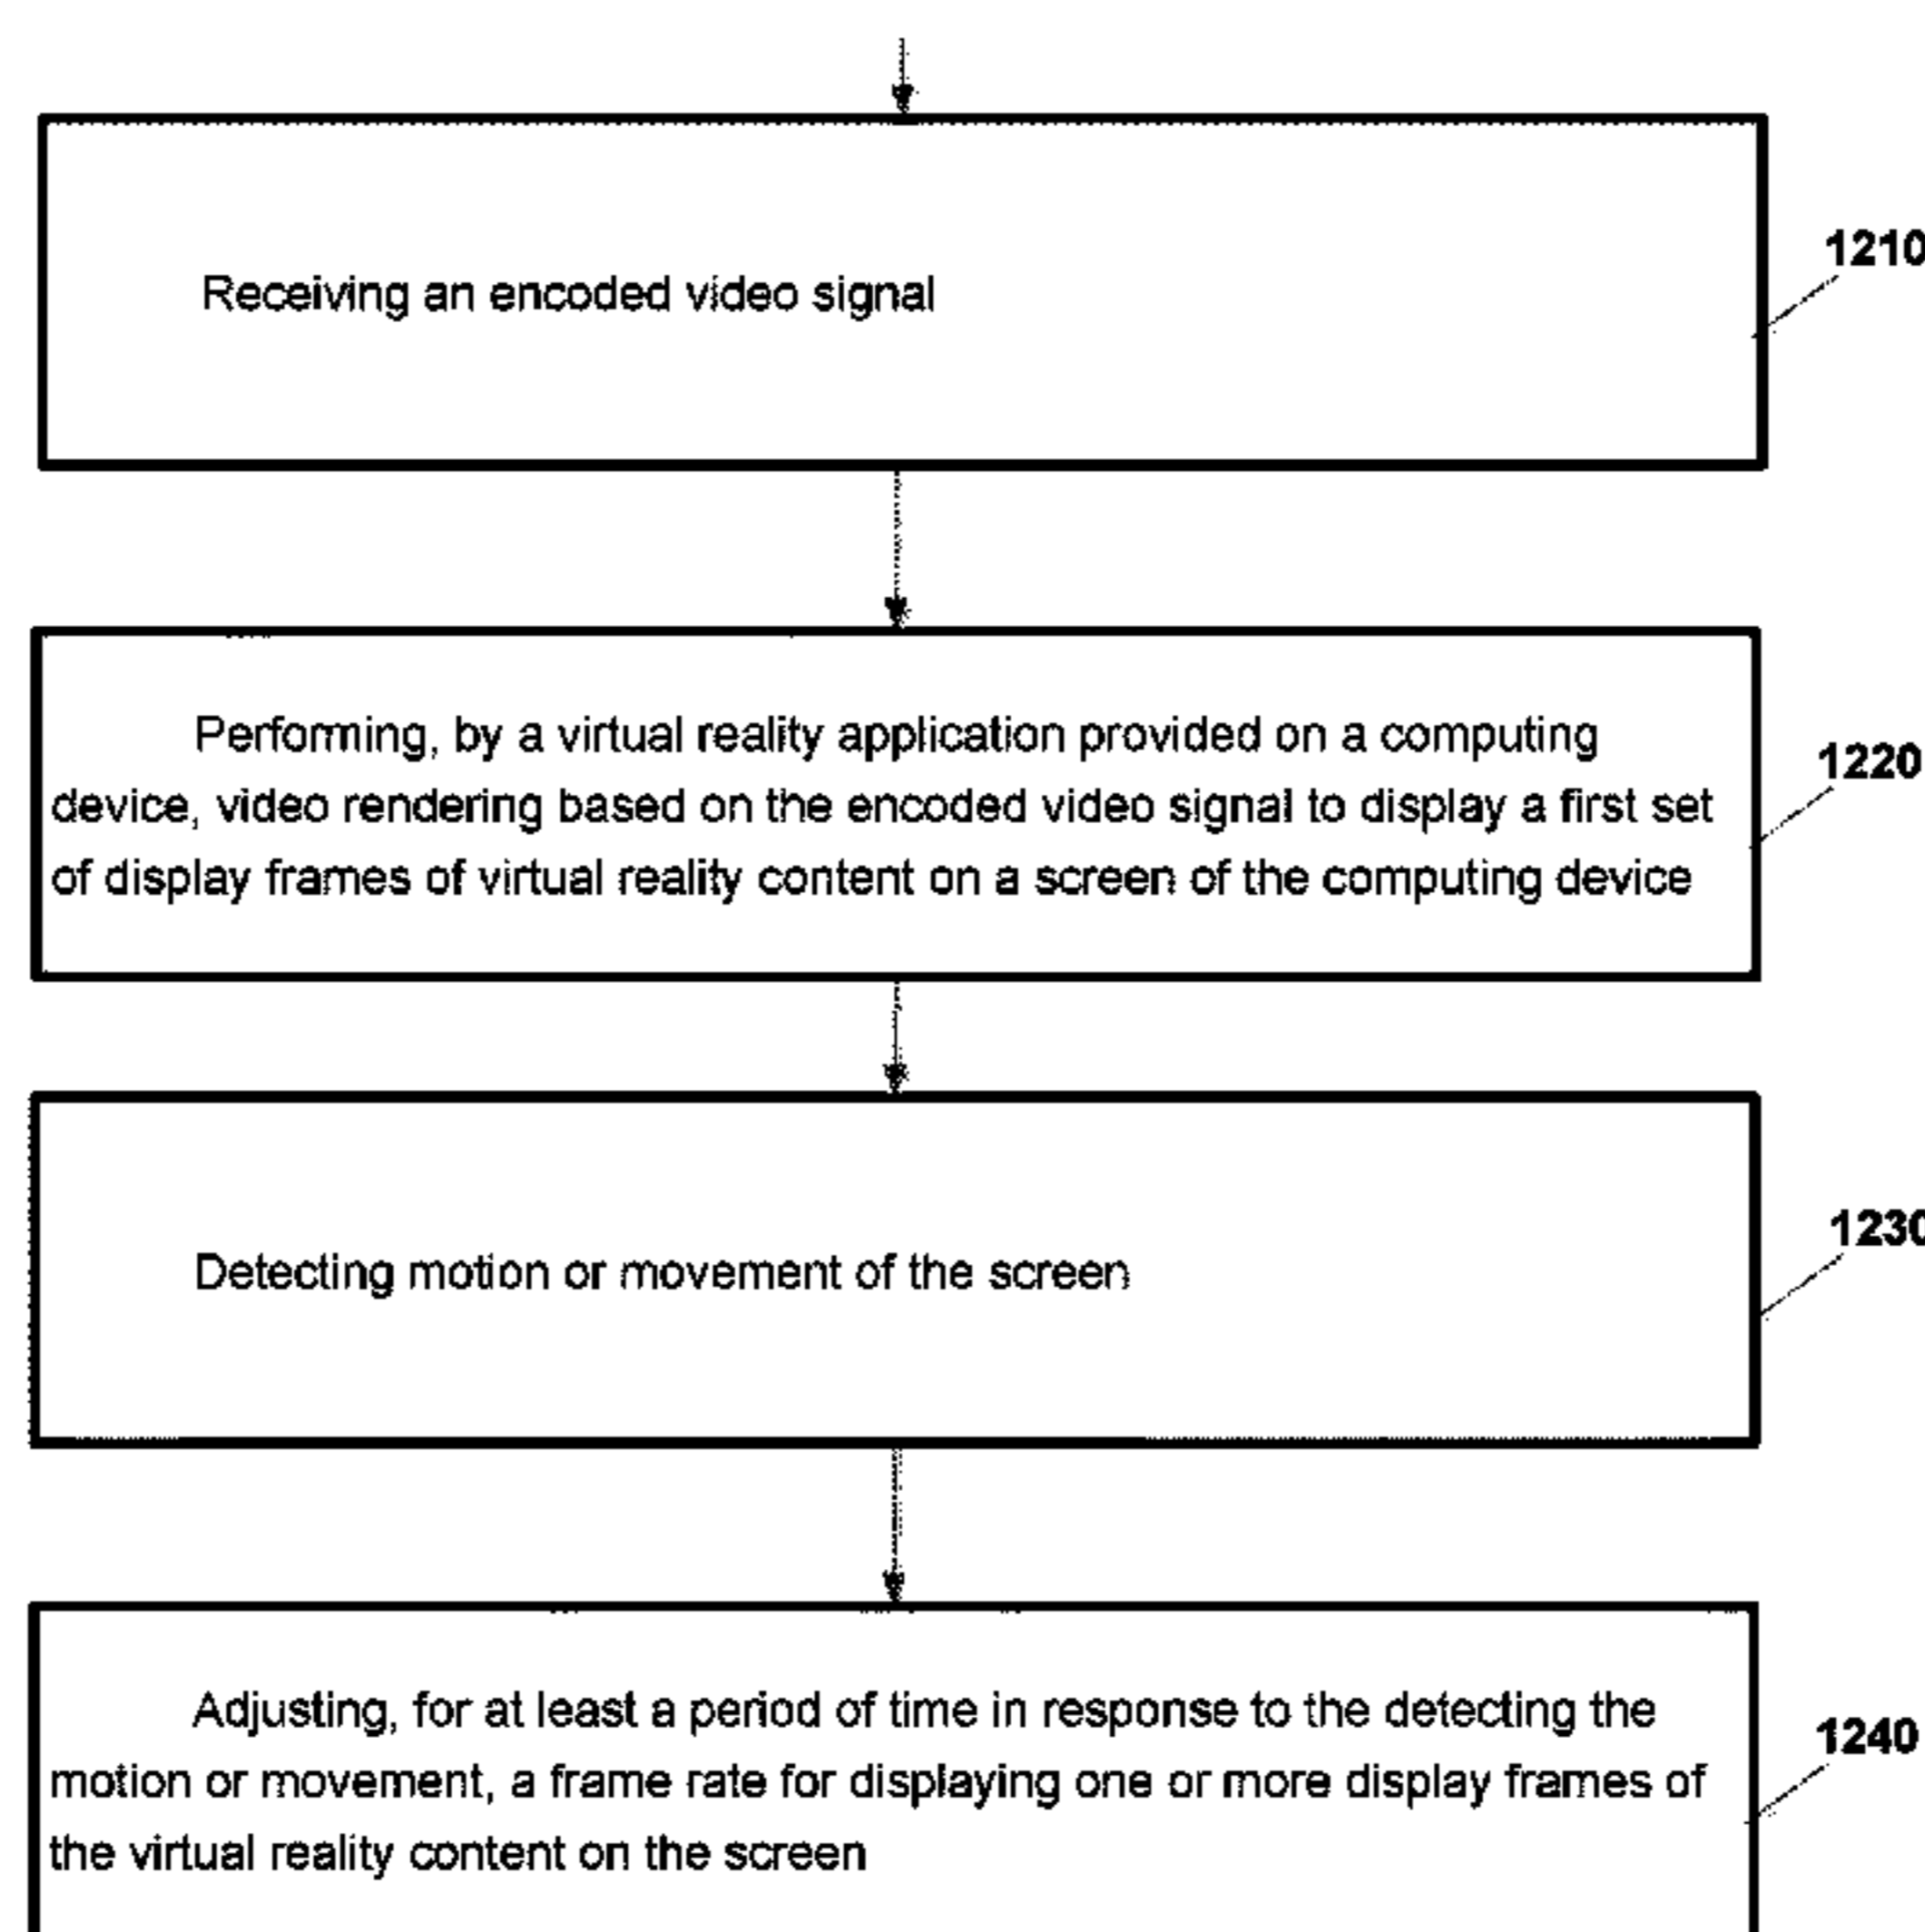 Receiving an encoded video signal
1210
Performing, by a virtual reality application provided on a computing
device, video rendering based on the encoded video signal to display a first set
of display frames of virtual reality content on a screen of the computing device
1220
Detecting motion or movement of the screen
1230
Adjusting, for at least a period of time in response to the detecting the
motion or movement, a frame rate for displaying one or more display frames of
the virtual reality content on the screen
1240